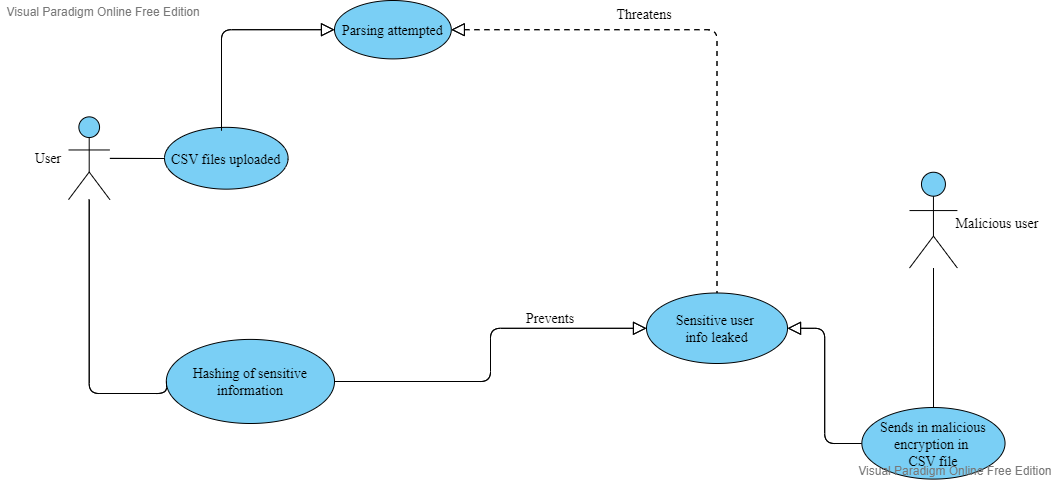 Visual Paradigm Online Free Edition
Threatens
Parsing attempted
User
CSV files uploaded
Malicious user
Prevents
Sensitive user
info leaked
Hashing of sensitive
information
Sends in malicious
encryption in
CSV file
Visual Paradigm Online Free Edition